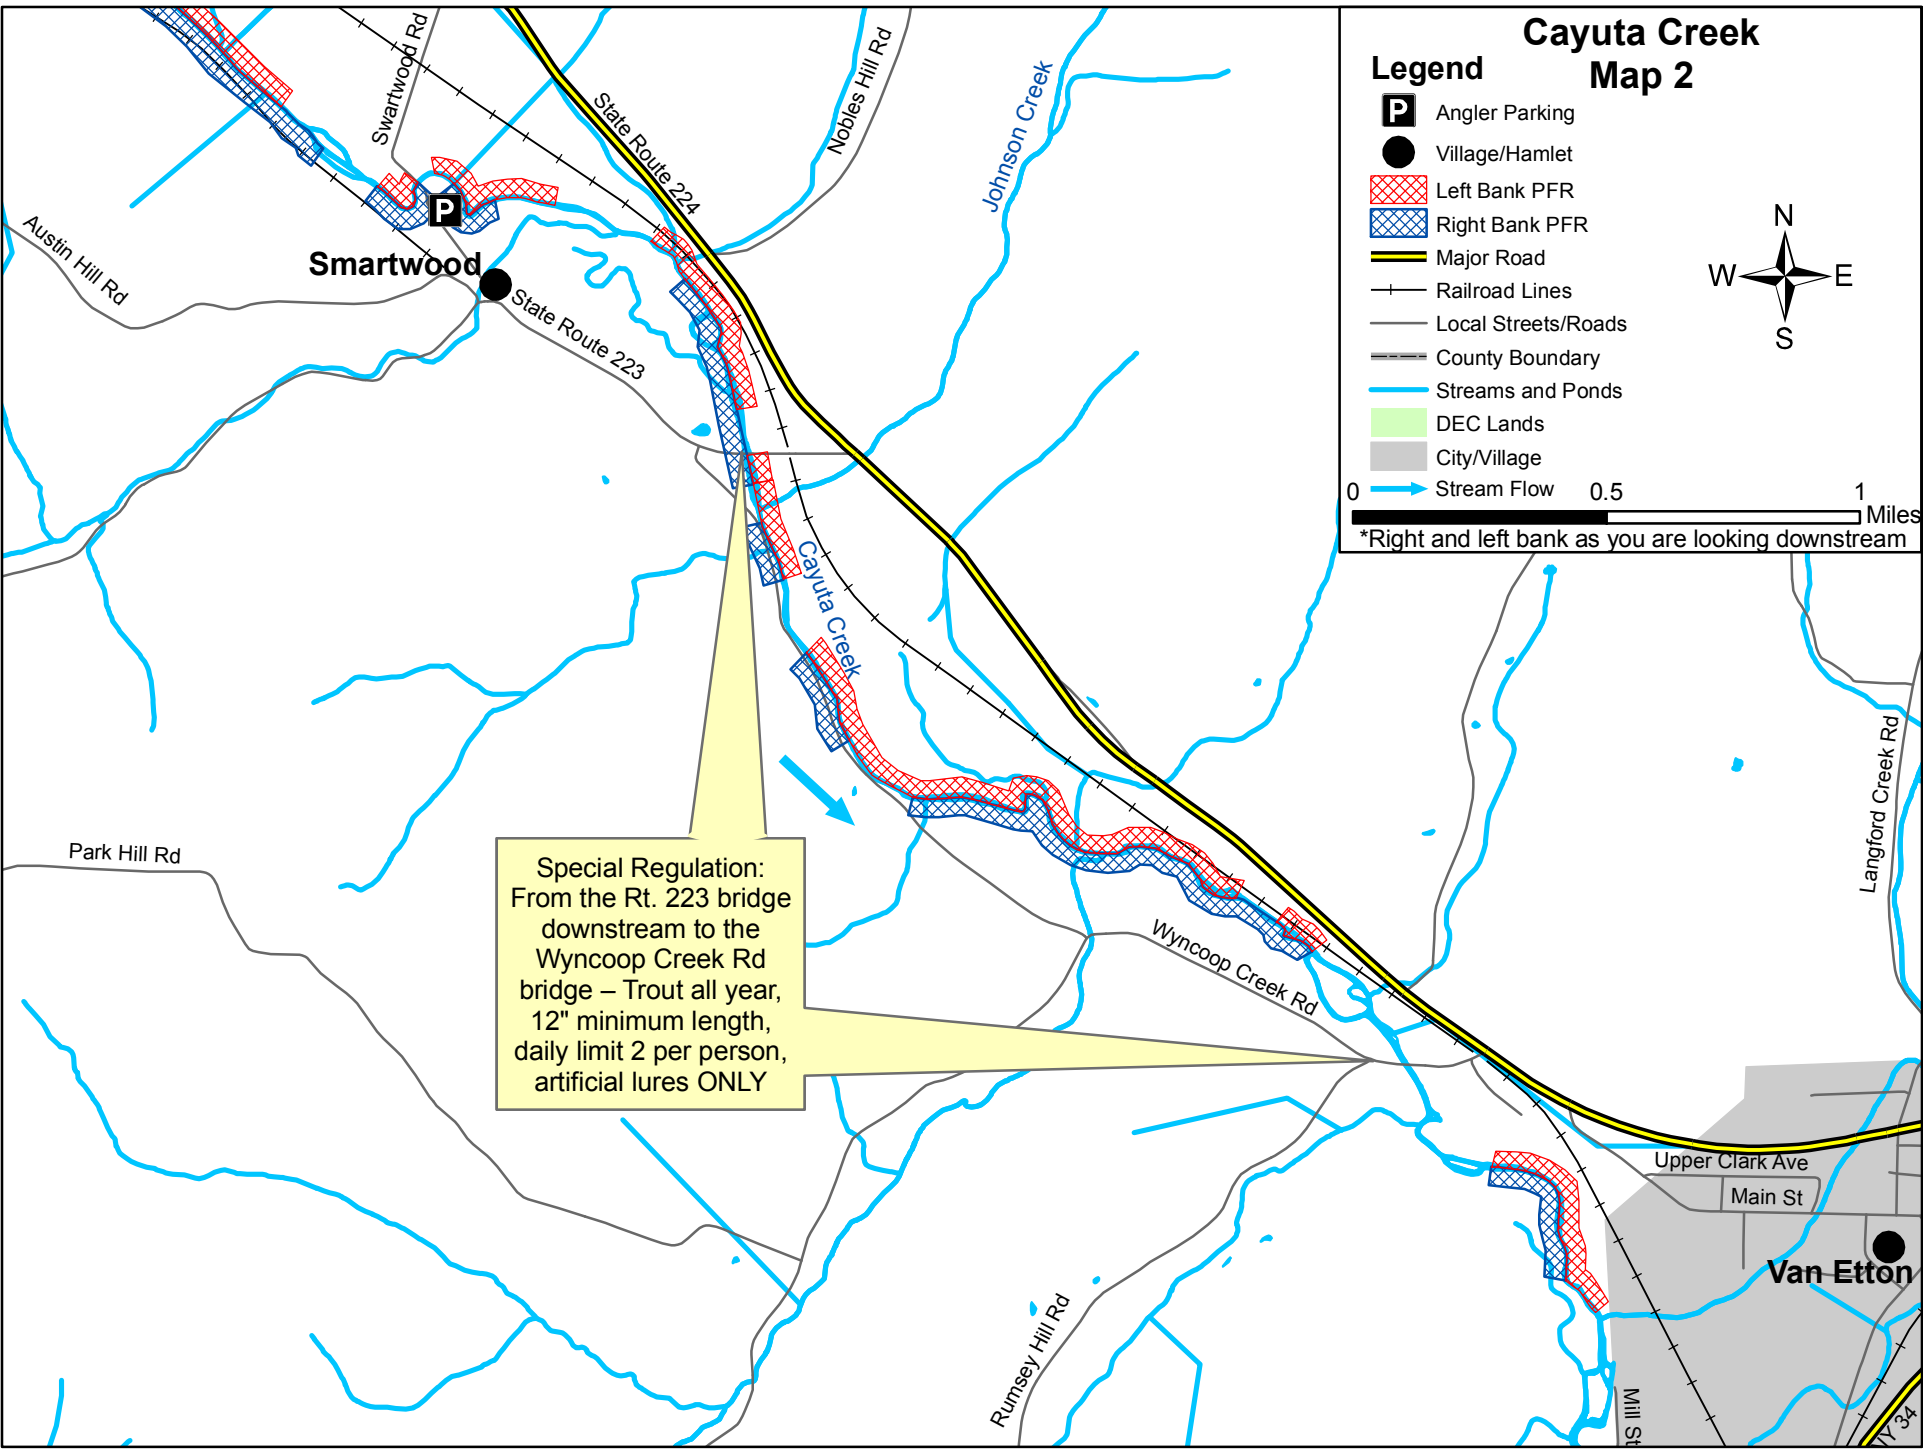 Cayuta Creek
Map 2
Legend
P
Angler Parking
Village/Hamlet
Left Bank PFR
Right Bank PFR
Major Road
Railroad Lines
Local Streets/Roads
County Boundary
Streams and Ponds
DEC Lands
City/Village
Stream Flow
N
W
E
S
0
0.5
1
Miles
*Right and left bank as you are looking downstream
Swartwood Rd
State Route 224
Nobles Hill Rd
Johnson Creek
P
Austin Hill Rd
Smartwood
State Route 223
Cayuta Creek
Langford Creek Rd
Park Hill Rd
Special Regulation:
From the Rt. 223 bridge
downstream to the
Wyncoop Creek Rd
bridge – Trout all year,
12" minimum length,
daily limit 2 per person,
artificial lures ONLY
Wyncoop Creek Rd
Upper Clark Ave
Main St
Van Etton
Rumsey Hill Rd
Mill St
34